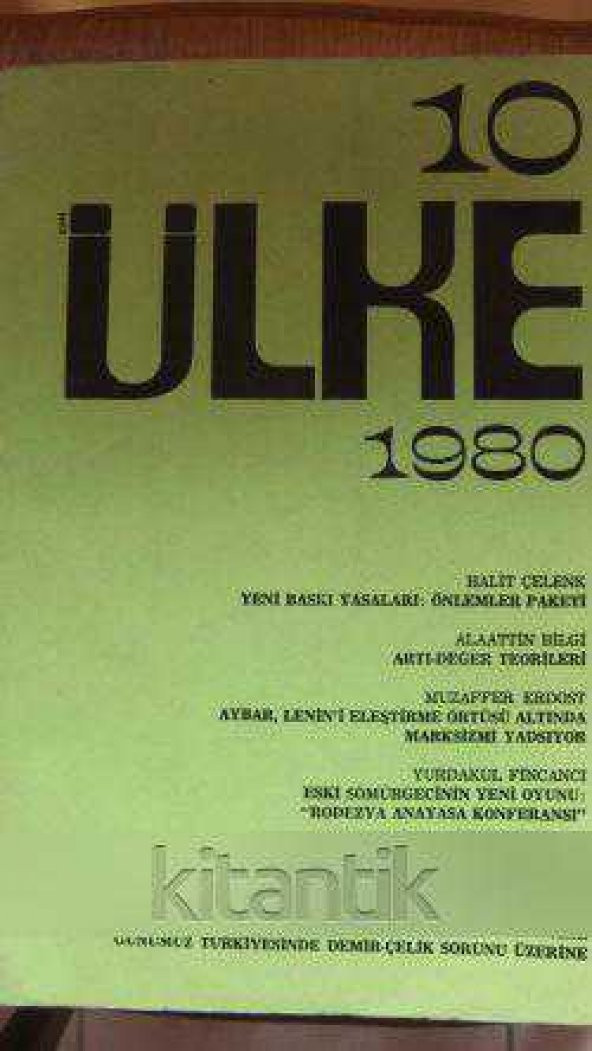 10
ÜLKE
1980
HALİT ÇELENK
YENİ BASKI YASALARI: ÖNLEMLER PAKETİ
ALAATTİN BİLGİ
ARTI-DEĞER TEORİLERİ
MUZAFFER ERDOST
AYBAR, LENİN'İ ELEŞTİRME ÖRTÜSÜ ALTINDA
MARKSİZMİ YADSIYOR
YURDAKUL FİNCANCI
ESKİ SÖMÜRGECİNİN YENİ OYUNU:
"RODEZYA ANAYASA KONFERANSI"
kitantik
GÜNÜMÜZ TÜRKİYESİNDE DEMİR-ÇELİK SORUNU ÜZERİNE